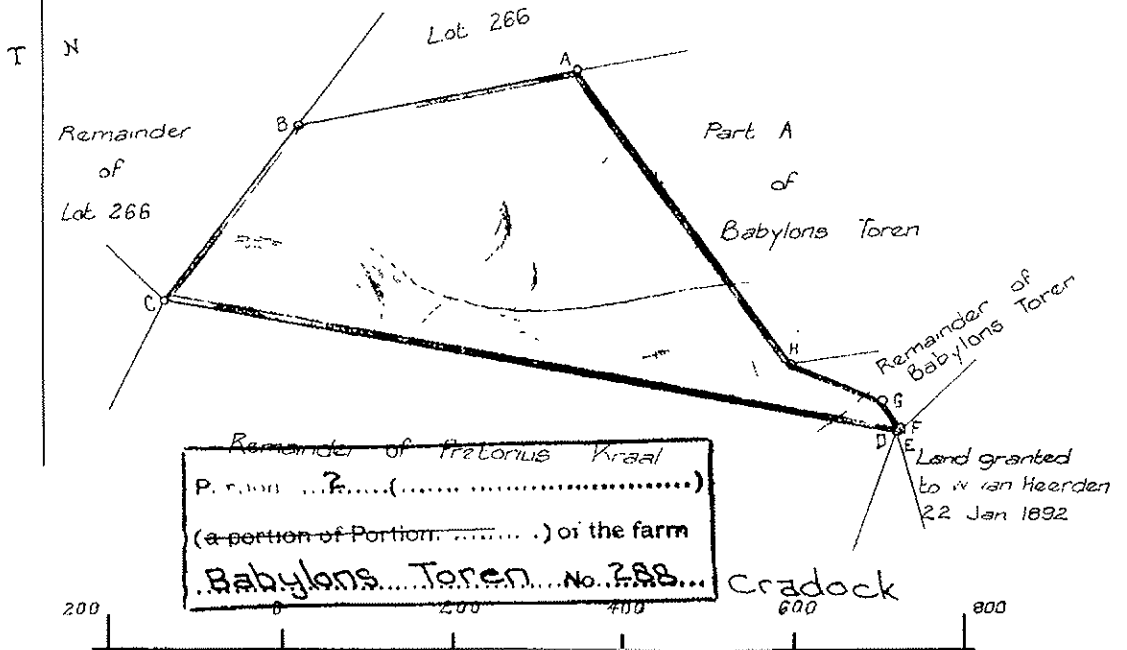 T N
Lot 266
A
B
Remainder
of
Lot 266
Part A
of
Babylons Toren
C
H
Remainder of
Babylons Toren
G
F
D E
Remainder of Pretorius Kraal
Land granted
to van Heerden
22 Jan 1892
2 (
)
(a portion of Portion ) of the farm
Babylons Toren No 288 Cradock
200 0 200 400 600 800